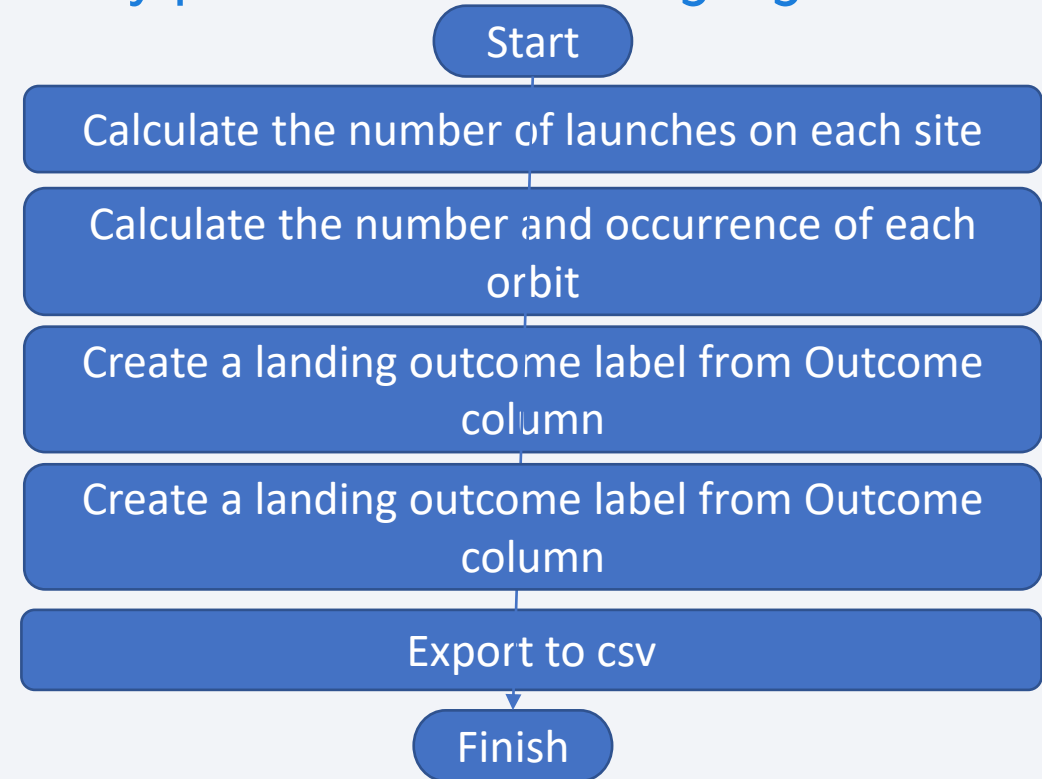 Start
Calculate the number of launches on each site
Calculate the number and occurrence of each
orbit
Create a landing outcome label from Outcome
column
Create a landing outcome label from Outcome
column
Export to csv
Finish